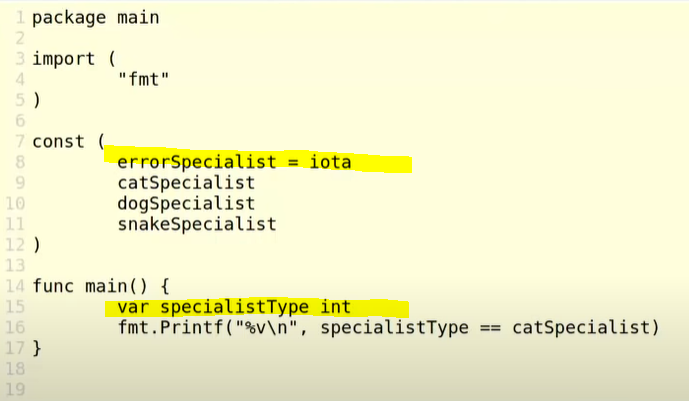 1 package main
2
3 import (
4 "fmt"
5 )
6
7 const (
8 errorSpecialist = iota
9 catSpecialist
10 dogSpecialist
11 snakeSpecialist
12 )
13
14 func main() {
15 var specialistType int
16 fmt.Printf("%v\n", specialistType == catSpecialist)
17 }
18
19